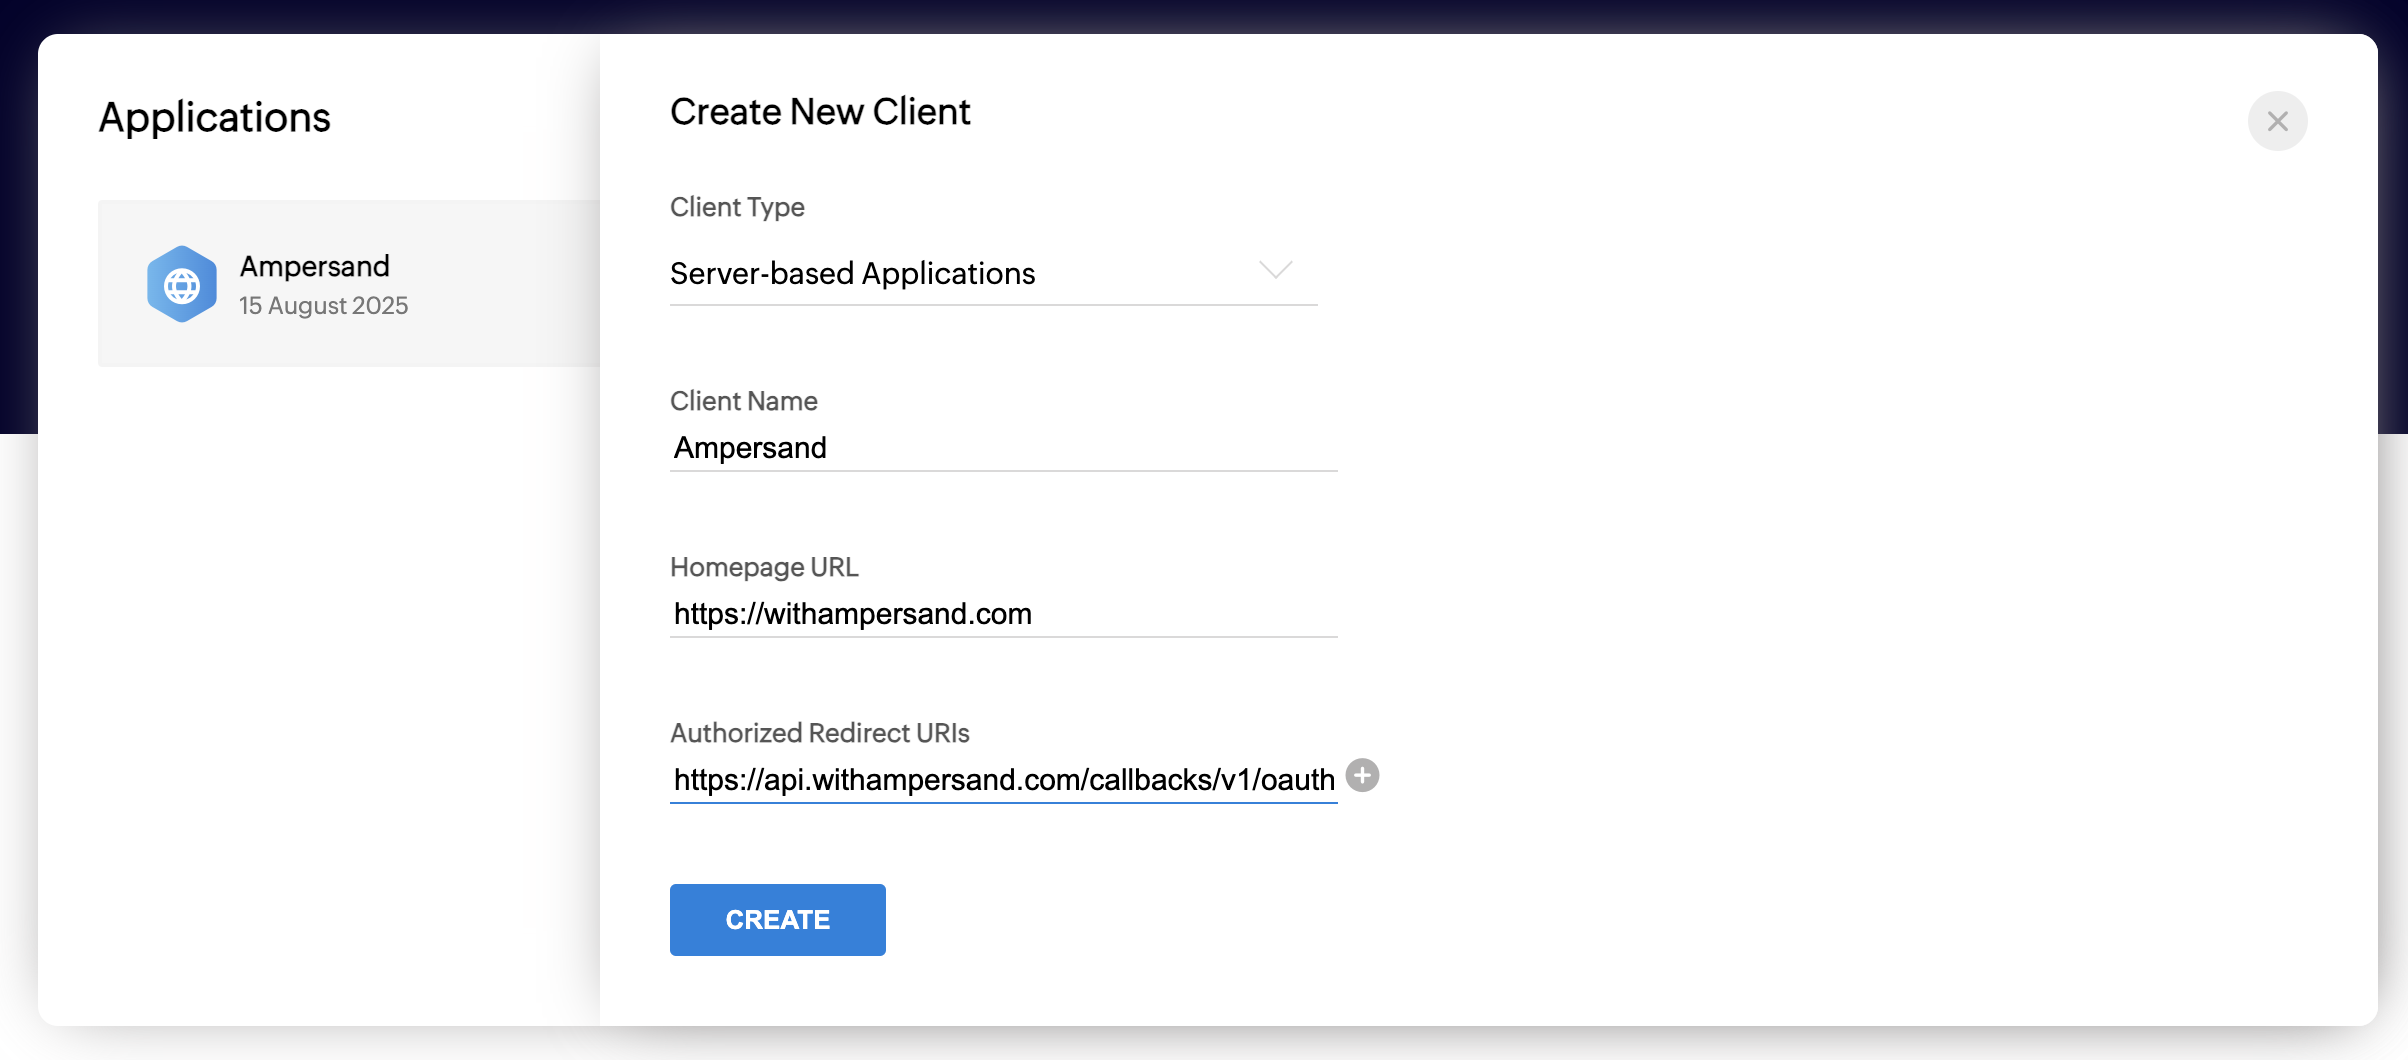 Applications
Ampersand
15 August 2025
Create New Client
Client Type
Server-based Applications
Client Name
Ampersand
Homepage URL
https://withampersand.com
Authorized Redirect URIs
https://api.withampersand.com/callbacks/v1/oauth
CREATE